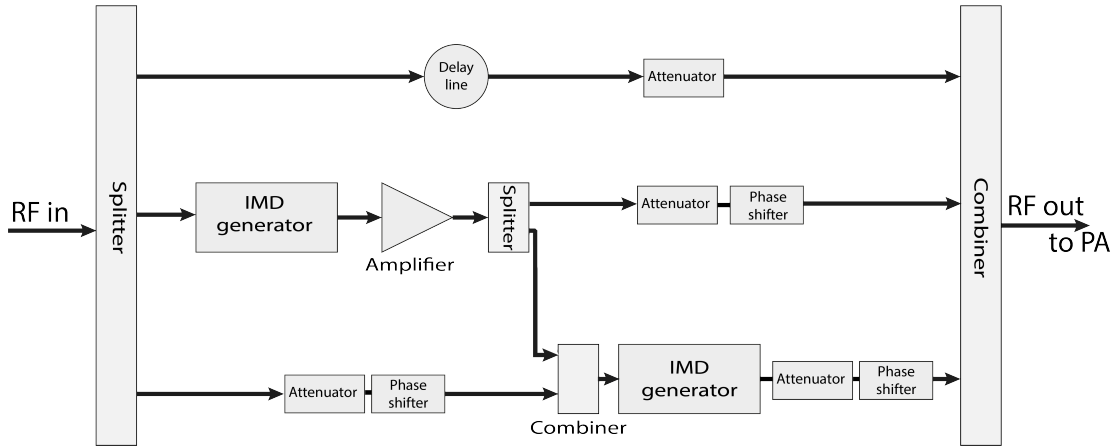 Delay
line
Attenuator
Splitter
RF in
IMD
generator
Amplifier
Splitter
Attenuator
Phase
shifter
Combiner
RF out
to PA
Attenuator
Phase
shifter
Combiner
IMD
generator
Attenuator
Phase
shifter